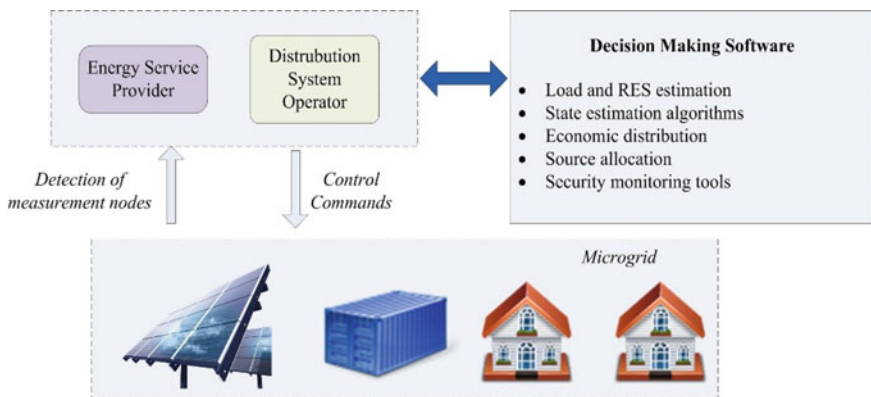 Energy Service
Provider
Distrubution
System
Operator
Decision Making Software
• Load and RES estimation
• State estimation algorithms
• Economic distribution
• Source allocation
• Security monitoring tools
Detection of
measurement nodes
Control
Commands
Microgrid